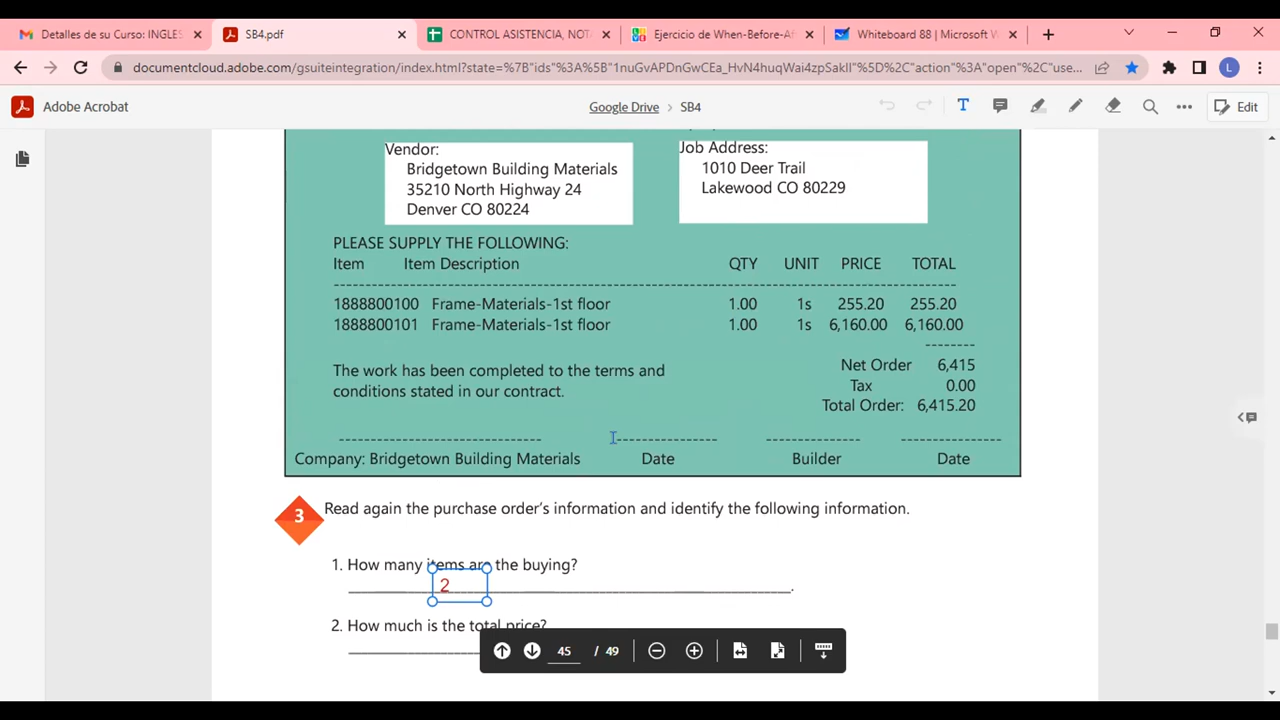 Detalles de su Curso: INGLES
SB4.pdf
CONTROL ASISTENCIA, NOT
Ejercicio de When-Before-Af
Whiteboard 88 | Microsoft W
documentcloud.adobe.com/gsuiteintegration/index.html?state=%7B"ids"%3A%5B"1nuGvAPDnGwCEa_HvN4huqWai4zpSakIl"%5D%2C"action"%3A"open"%2C"use...
L
Adobe Acrobat
Google Drive > SB4
T
Edit
Vendor:
Bridgetown Building Materials
35210 North Highway 24
Denver CO 80224
Job Address:
1010 Deer Trail
Lakewood CO 80229
PLEASE SUPPLY THE FOLLOWING:
Item Item Description QTY UNIT PRICE TOTAL
1888800100 Frame-Materials-1st floor 1.00 1s 255.20 255.20
1888800101 Frame-Materials-1st floor 1.00 1s 6,160.00 6,160.00
The work has been completed to the terms and
conditions stated in our contract.
Net Order 6,415
Tax 0.00
Total Order: 6,415.20
Company: Bridgetown Building Materials Date Builder Date
3 Read again the purchase order's information and identify the following information.
1. How many items are the buying?
2
2. How much is the total price?
45 / 49